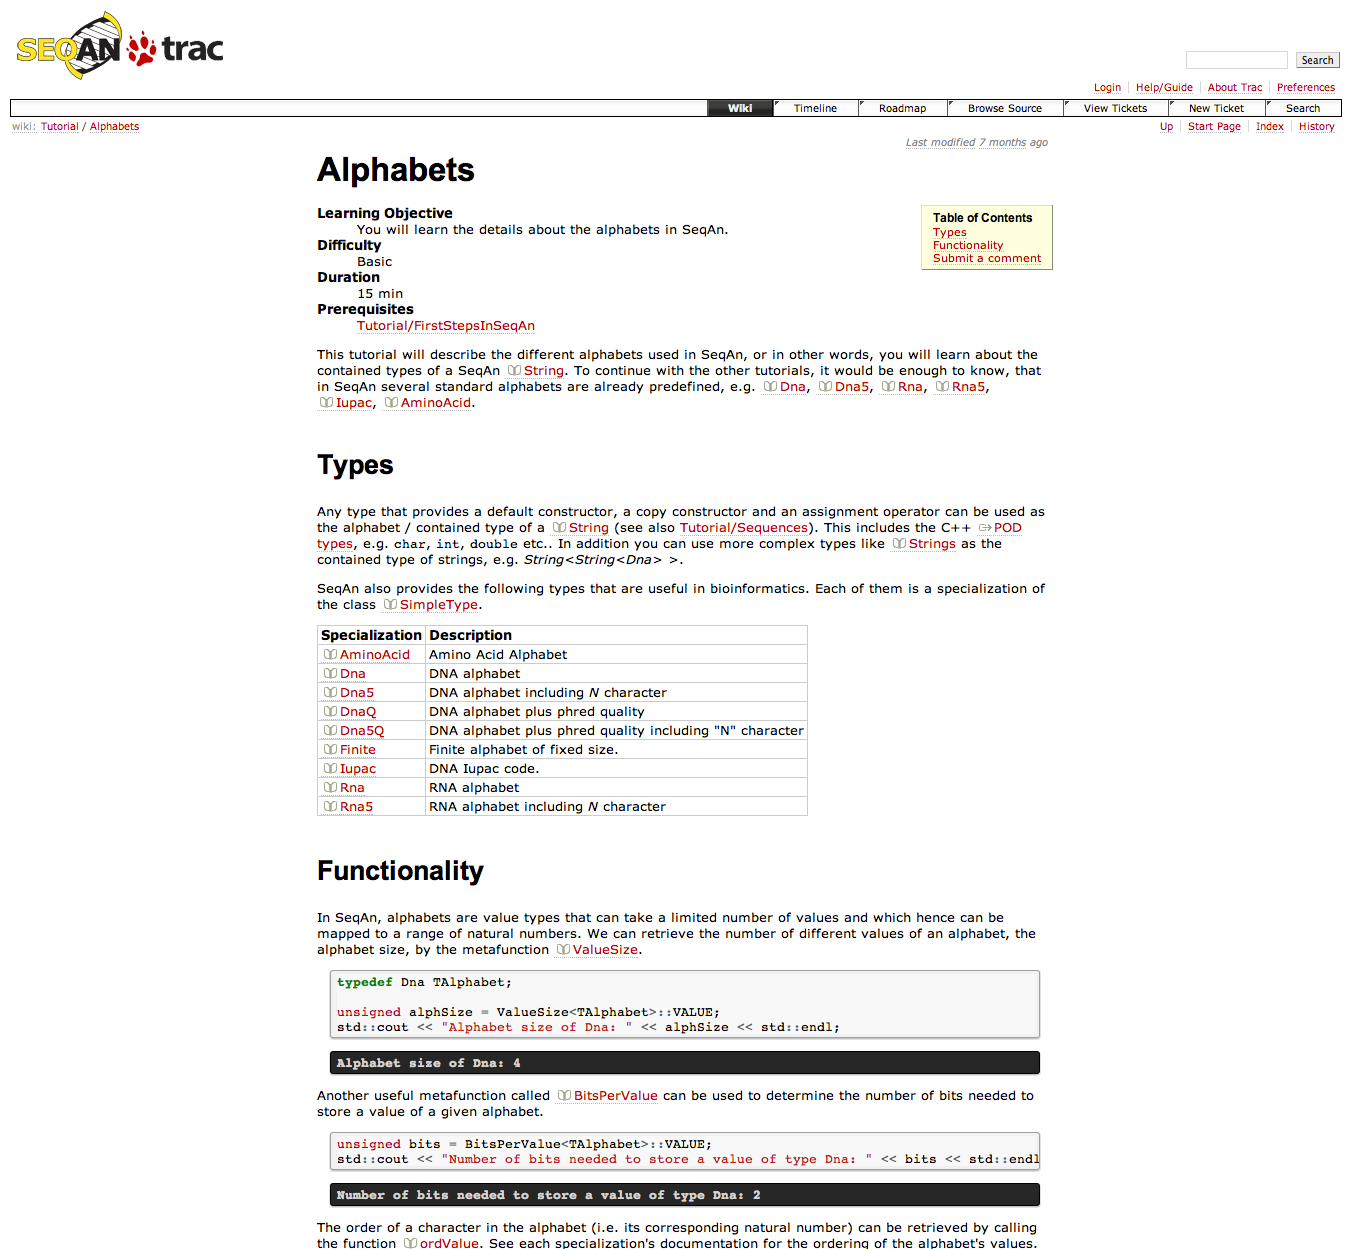 SEQAN trac
Search
Login Help/Guide About Trac Preferences
Wiki Timeline Roadmap Browse Source View Tickets New Ticket Search
wiki: Tutorial / Alphabets
Up Start Page Index History
Last modified 7 months ago
Alphabets
Table of Contents
Types
Functionality
Submit a comment
Learning Objective
You will learn the details about the alphabets in SeqAn.
Difficulty
Basic
Duration
15 min
Prerequisites
Tutorial/FirstStepsInSeqAn
This tutorial will describe the different alphabets used in SeqAn, or in other words, you will learn about the
contained types of a SeqAn String. To continue with the other tutorials, it would be enough to know, that
in SeqAn several standard alphabets are already predefined, e.g. Dna, Dna5, Rna, Rna5,
Iupac, AminoAcid.
Types
Any type that provides a default constructor, a copy constructor and an assignment operator can be used as
the alphabet / contained type of a String (see also Tutorial/Sequences). This includes the C++ POD
types, e.g. char, int, double etc.. In addition you can use more complex types like Strings as the
contained type of strings, e.g. String<String<Dna> >.
SeqAn also provides the following types that are useful in bioinformatics. Each of them is a specialization of
the class SimpleType.
Specialization Description
AminoAcid Amino Acid Alphabet
Dna DNA alphabet
Dna5 DNA alphabet including N character
DnaQ DNA alphabet plus phred quality
Dna5Q DNA alphabet plus phred quality including "N" character
Finite Finite alphabet of fixed size.
Iupac DNA Iupac code.
Rna RNA alphabet
Rna5 RNA alphabet including N character
Functionality
In SeqAn, alphabets are value types that can take a limited number of values and which hence can be
mapped to a range of natural numbers. We can retrieve the number of different values of an alphabet, the
alphabet size, by the metafunction ValueSize.
typedef Dna TAlphabet;
unsigned alphSize = ValueSize<TAlphabet>::VALUE;
std::cout << "Alphabet size of Dna: " << alphSize << std::endl;
Alphabet size of Dna: 4
Another useful metafunction called BitsPerValue can be used to determine the number of bits needed to
store a value of a given alphabet.
unsigned bits = BitsPerValue<TAlphabet>::VALUE;
std::cout << "Number of bits needed to store a value of type Dna: " << bits << std::endl
Number of bits needed to store a value of type Dna: 2
The order of a character in the alphabet (i.e. its corresponding natural number) can be retrieved by calling
the function ordValue. See each specialization's documentation for the ordering of the alphabet's values.